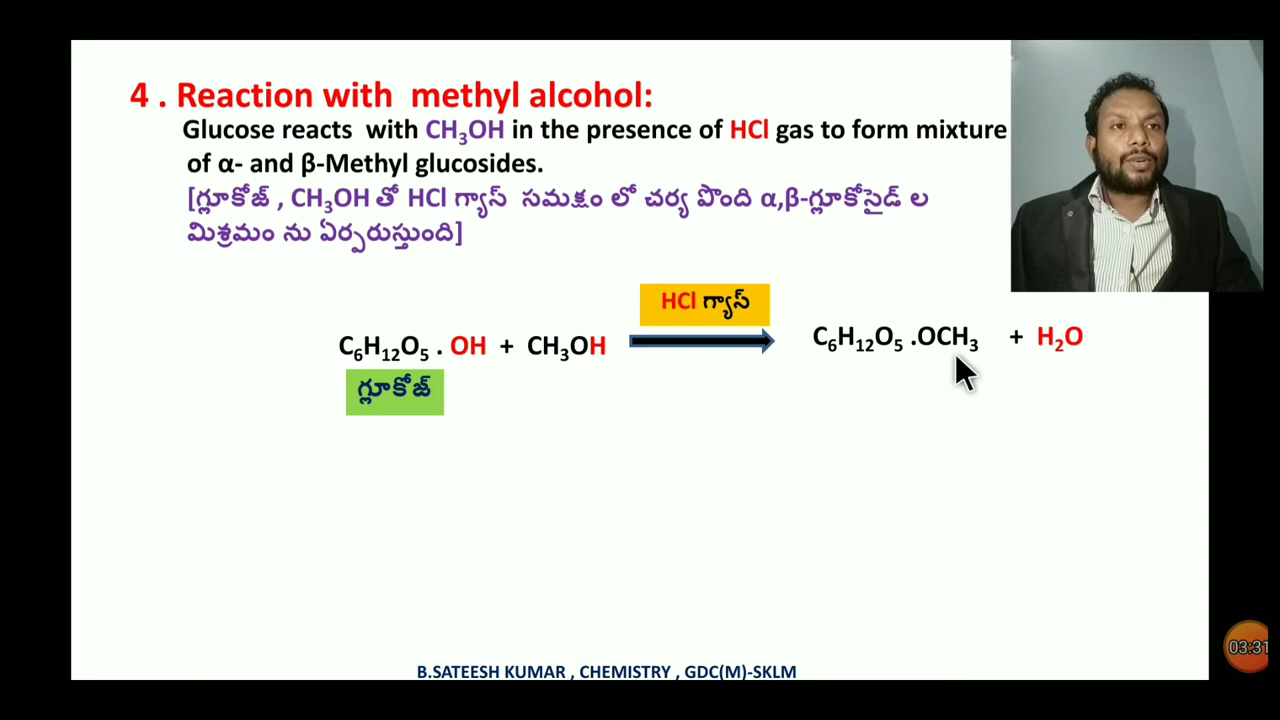 4 . Reaction with methyl alcohol:
Glucose reacts with CH₃OH in the presence of HCl gas to form mixture
of α- and β-Methyl glucosides.
[గ్లూకోజ్ , CH₃OH తో HCl గ్యాస్ సమక్షం లో చర్య పొంది α,β-గ్లూకోసైడ్ ల
మిశ్రమం ను ఏర్పరుస్తుంది]
HCl గ్యాస్
C₆H₁₂O₅ . OH + CH₃OH C₆H₁₂O₅ .OCH₃ + H₂O
గ్లూకోజ్
03:31
B.SATEESH KUMAR , CHEMISTRY , GDC(M)-SKLM